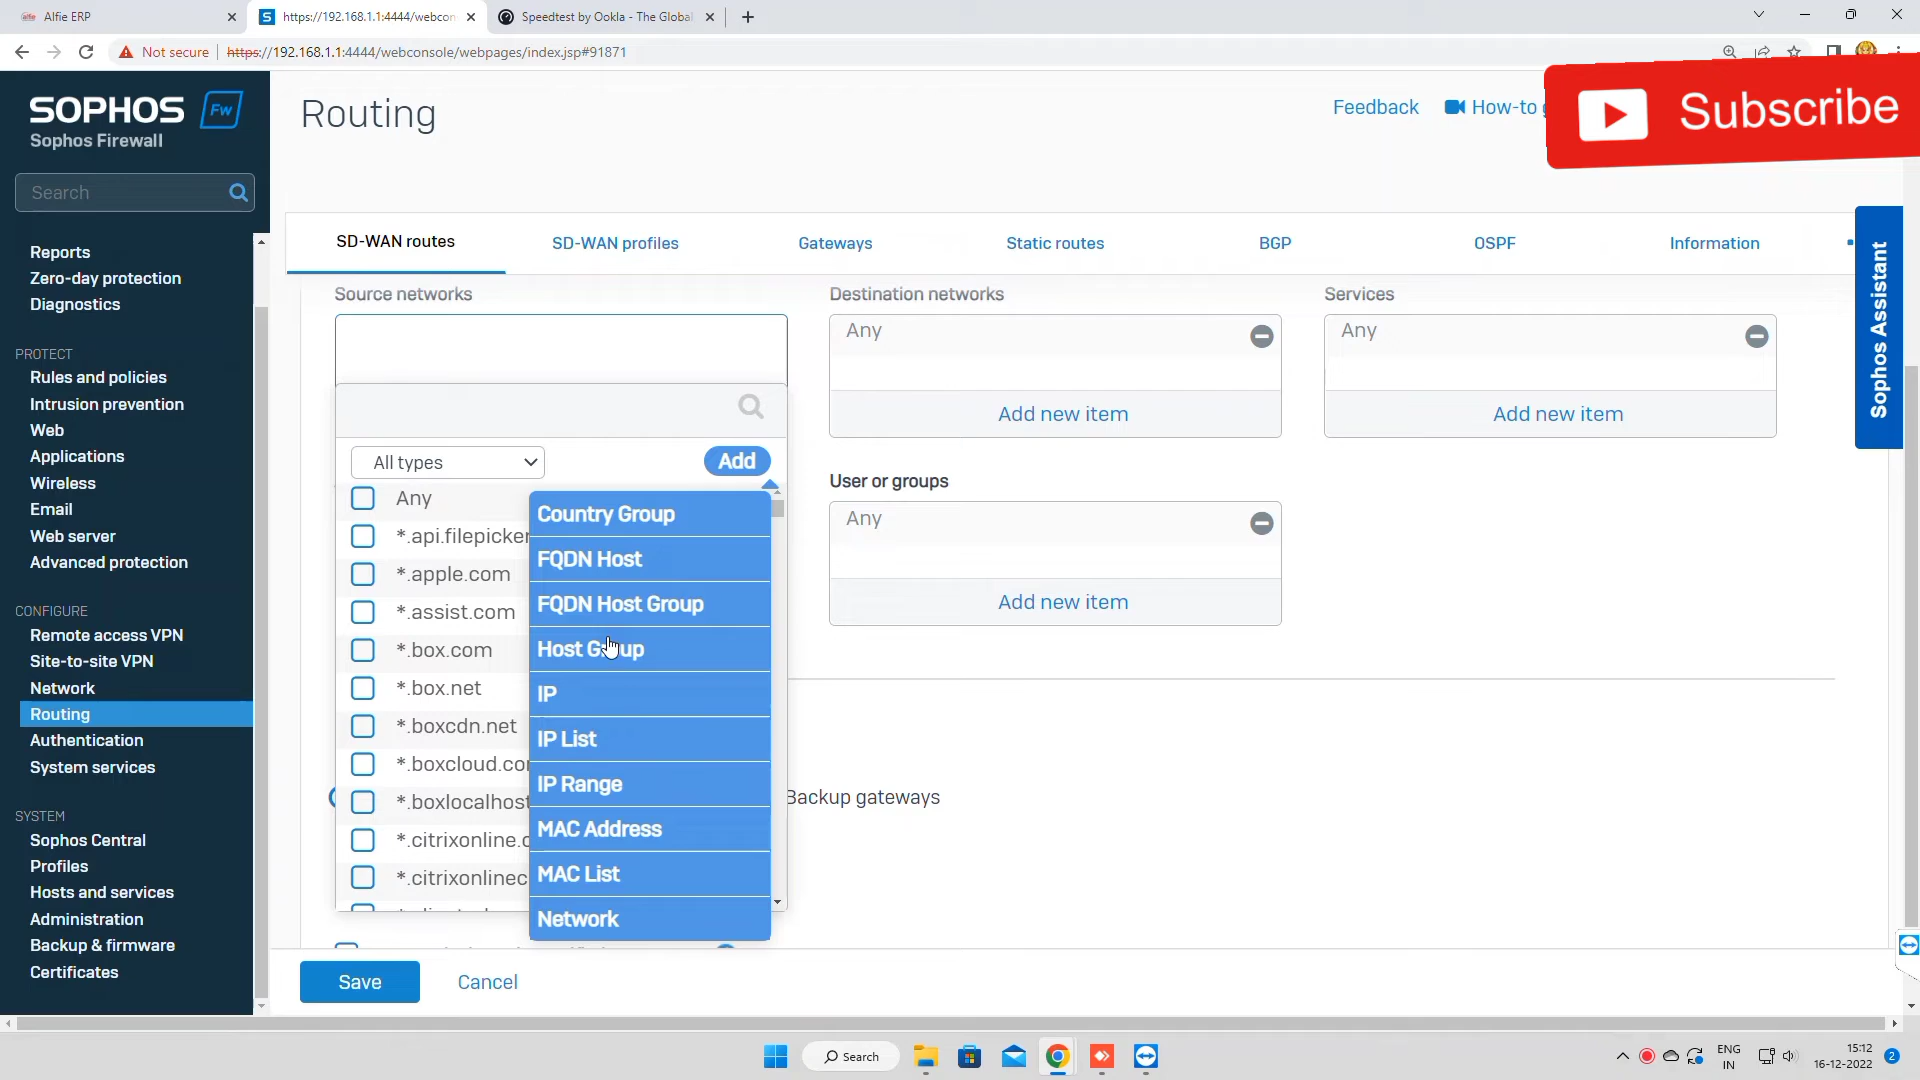 Alfie ERP
https://192.168.1.1:4444/webcon
Speedtest by Ookla - The Global
Not secure
https://192.168.1.1:4444/webconsole/webpages/index.jsp#91871
SOPHOS Fw
Sophos Firewall
Search
Reports
Zero-day protection
Diagnostics
PROTECT
Rules and policies
Intrusion prevention
Web
Applications
Wireless
Email
Web server
Advanced protection
CONFIGURE
Remote access VPN
Site-to-site VPN
Network
Routing
Authentication
System services
SYSTEM
Sophos Central
Profiles
Hosts and services
Administration
Backup & firmware
Certificates
Routing
Feedback
How-to g
Subscribe
SD-WAN routes
SD-WAN profiles
Gateways
Static routes
BGP
OSPF
Information
Sophos Assistant
Source networks
Destination networks
Services
Any
Any
Add new item
Add new item
All types
Add
User or groups
Any
Add new item
Any
*.api.filepicker
*.apple.com
*.assist.com
*.box.com
*.box.net
*.boxcdn.net
*.boxcloud.co
*.boxlocalhost
*.citrixonline.c
*.citrixonlinec
Country Group
FQDN Host
FQDN Host Group
Host Group
IP
IP List
IP Range
MAC Address
MAC List
Network
Backup gateways
Save
Cancel
Search
ENG
IN
15:12
16-12-2022
2